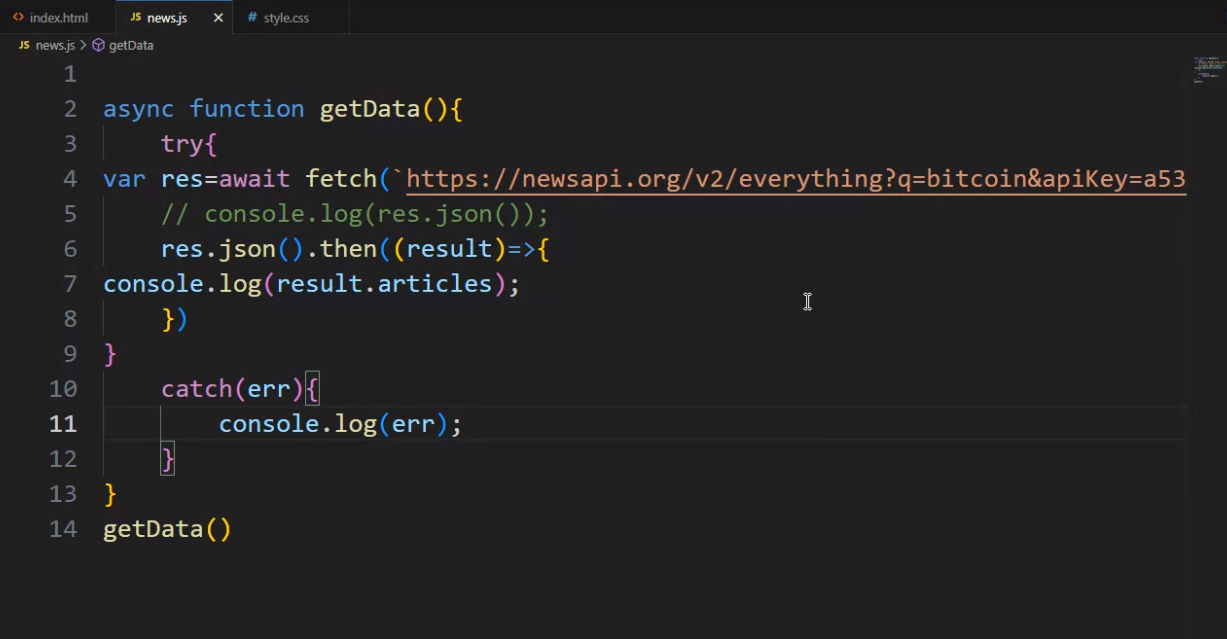 index.html JS news.js # style.css
JS news.js getData
1
2 async function getData(){
3 try{
4 var res=await fetch(`https://newsapi.org/v2/everything?q=bitcoin&apiKey=a53
5 // console.log(res.json());
6 res.json().then((result)=>{
7 console.log(result.articles);
8 })
9 }
10 catch(err){
11 console.log(err);
12 }
13 }
14 getData()